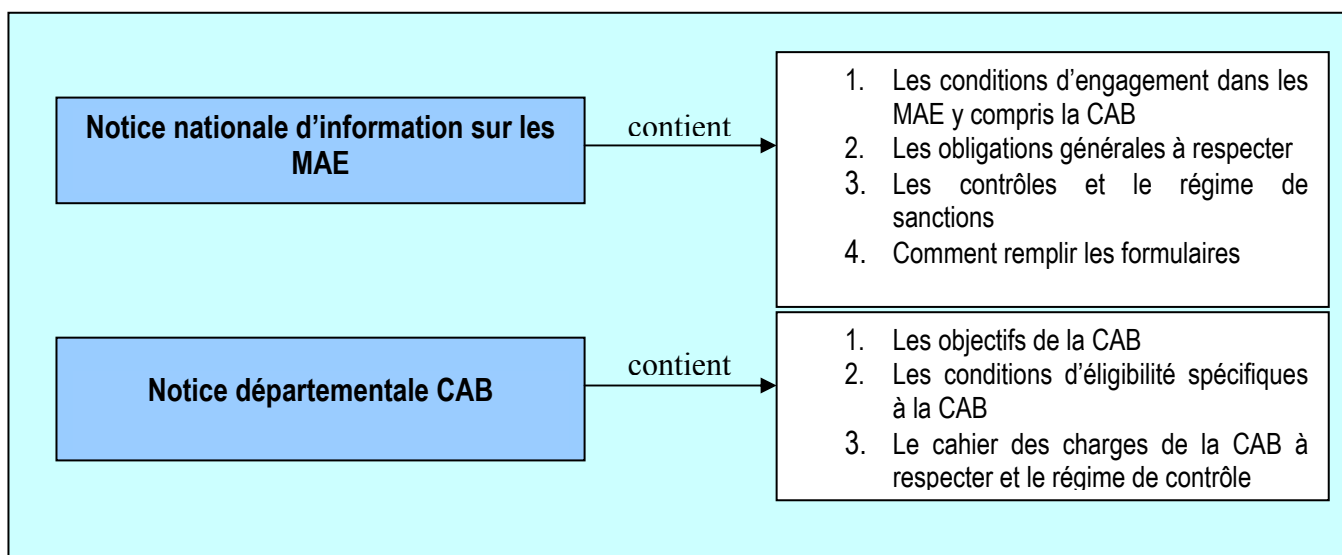 Notice nationale d'information sur les
MAE
contient
1. Les conditions d'engagement dans les
MAE y compris la CAB
2. Les obligations générales à respecter
3. Les contrôles et le régime de
sanctions
4. Comment remplir les formulaires
Notice départementale CAB
contient
1. Les objectifs de la CAB
2. Les conditions d'éligibilité spécifiques
à la CAB
3. Le cahier des charges de la CAB à
respecter et le régime de contrôle